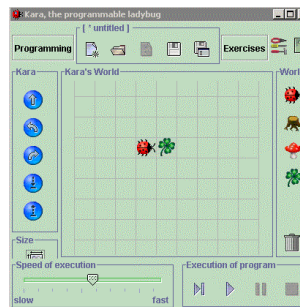 Kara, the programmable ladybug
[ * untitled ]
Programming
Exercises
Kara
Kara's World
Worl
Size
Speed of execution
slow
fast
Execution of program